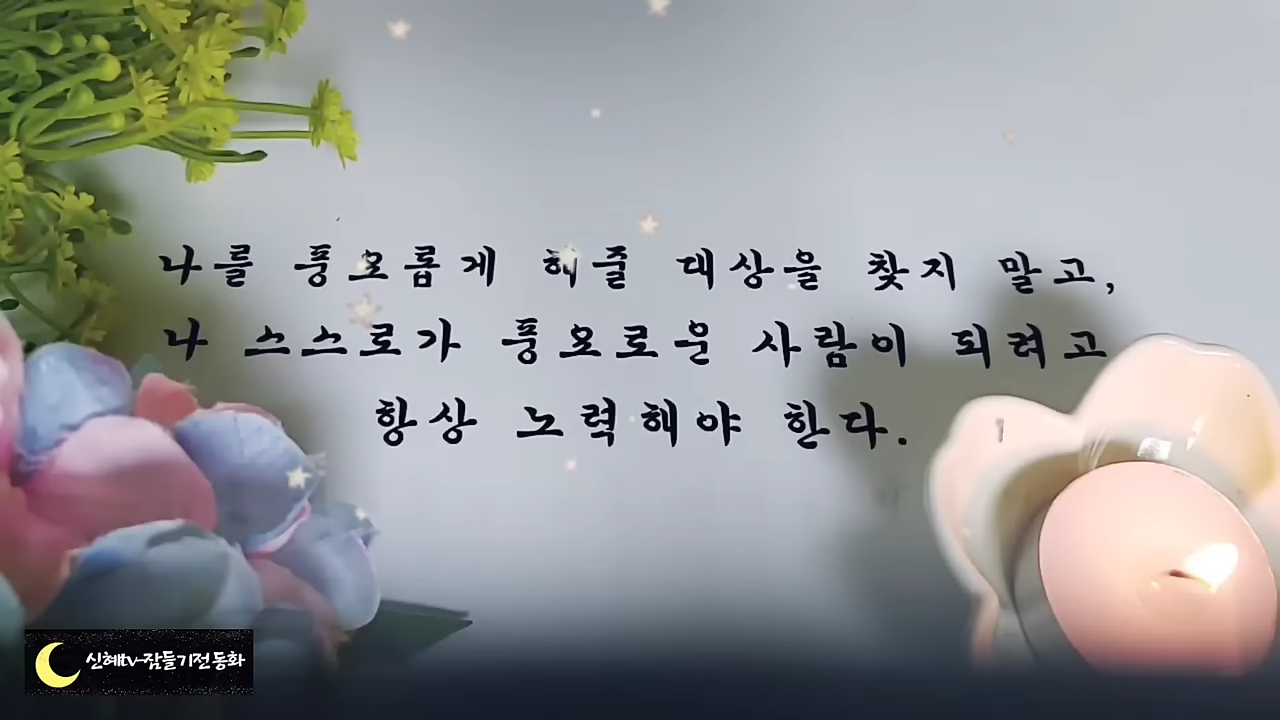 나를 풍요롭게 해줄 대상을 찾지 말고,
나 스스로가 풍요로운 사람이 되려고
항상 노력해야 한다.
신혜tv-잠들기전 동화